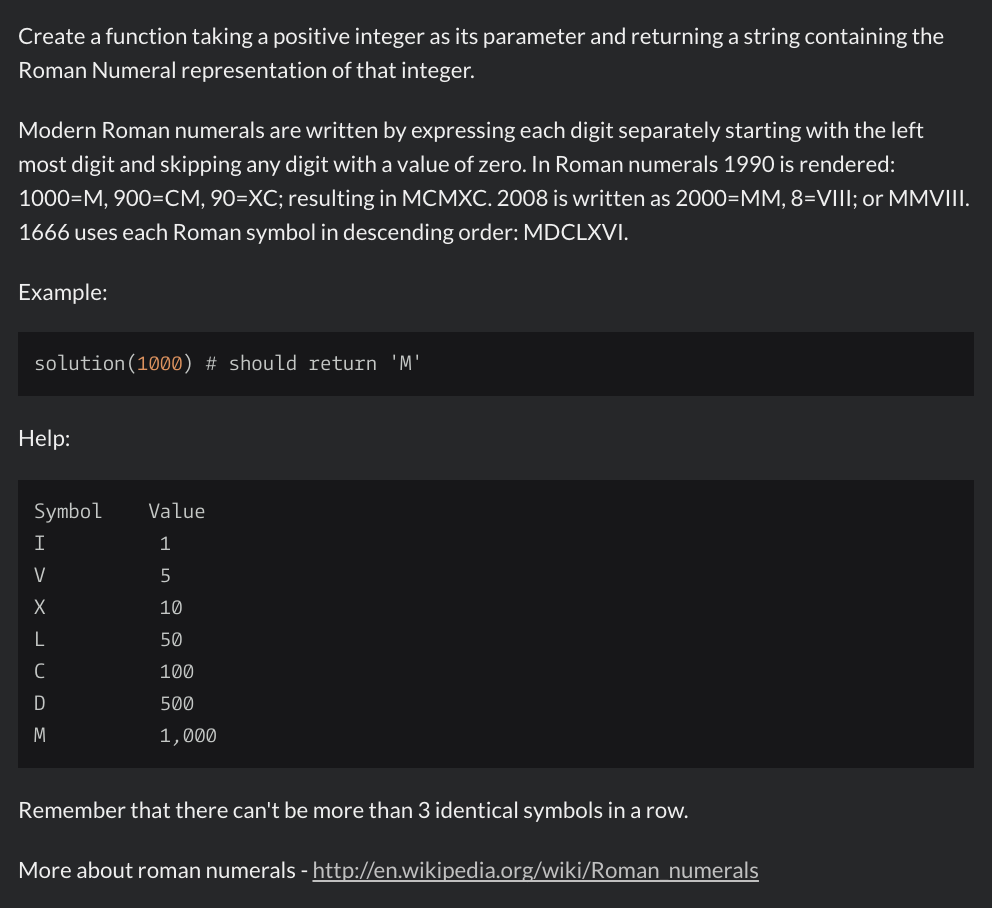 Create a function taking a positive integer as its parameter and returning a string containing the
Roman Numeral representation of that integer.
Modern Roman numerals are written by expressing each digit separately starting with the left
most digit and skipping any digit with a value of zero. In Roman numerals 1990 is rendered:
1000=M, 900=CM, 90=XC; resulting in MCMXC. 2008 is written as 2000=MM, 8=VIII; or MMVIII.
1666 uses each Roman symbol in descending order: MDCLXVI.
Example:
solution(1000) # should return 'M'
Help:
Symbol    Value
I          1
V          5
X          10
L          50
C          100
D          500
M          1,000
Remember that there can't be more than 3 identical symbols in a row.
More about roman numerals - http://en.wikipedia.org/wiki/Roman_numerals